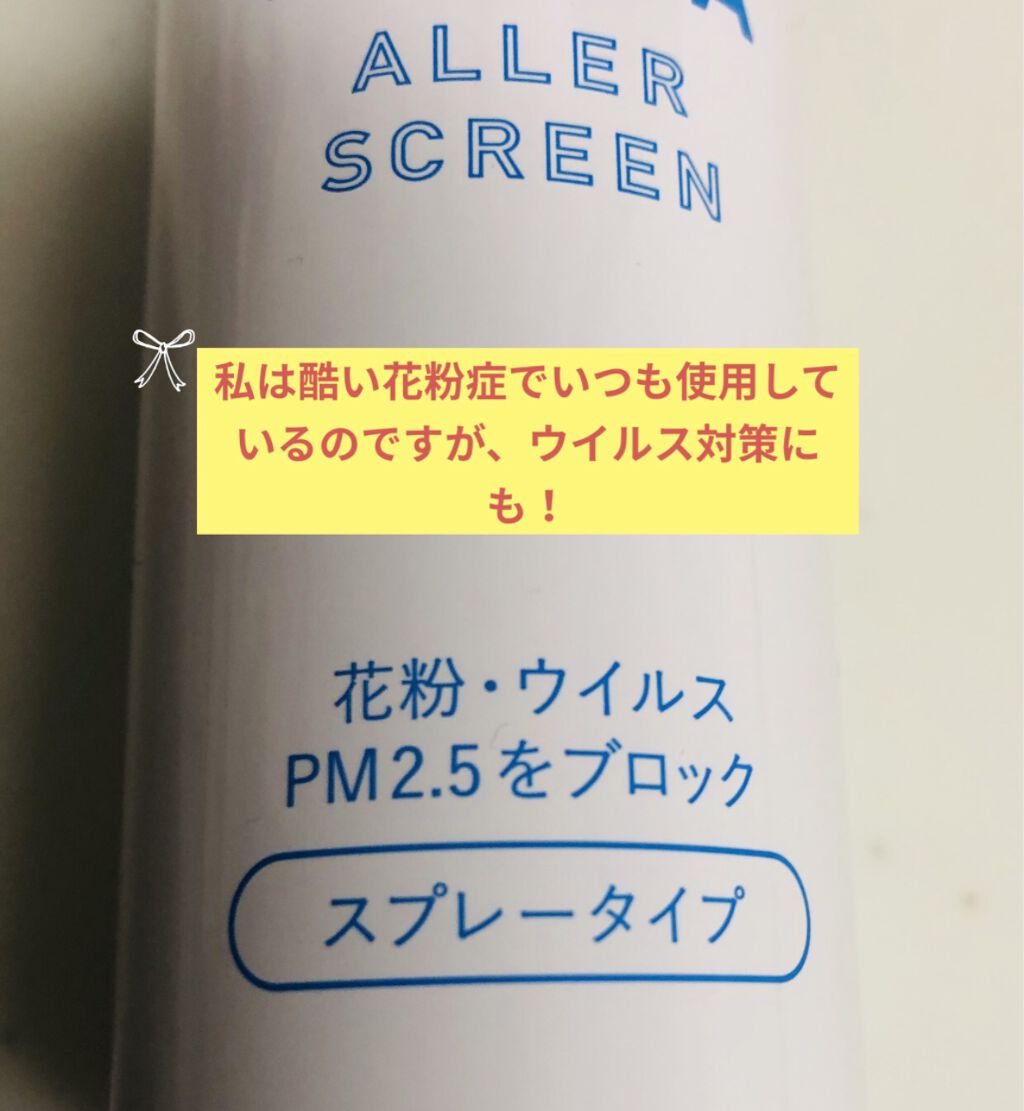 ALLER
SCREEN
私は酷い花粉症でいつも使用して
いるのですが、ウイルス対策に
も！
花粉・ウイルス
PM2.5をブロック
スプレータイプ